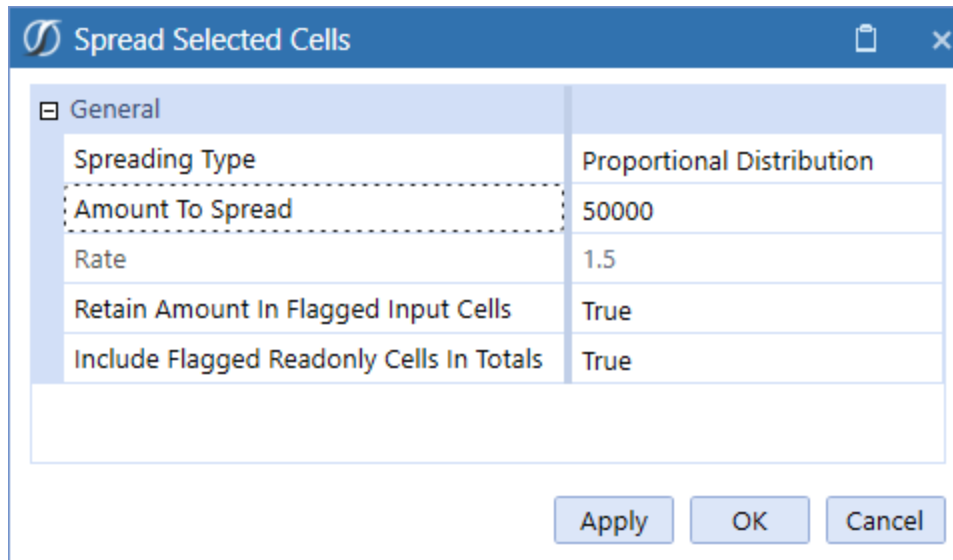 Spread Selected Cells
General
Spreading Type Proportional Distribution
Amount To Spread 50000
Rate 1.5
Retain Amount In Flagged Input Cells True
Include Flagged Readonly Cells In Totals True
Apply OK Cancel